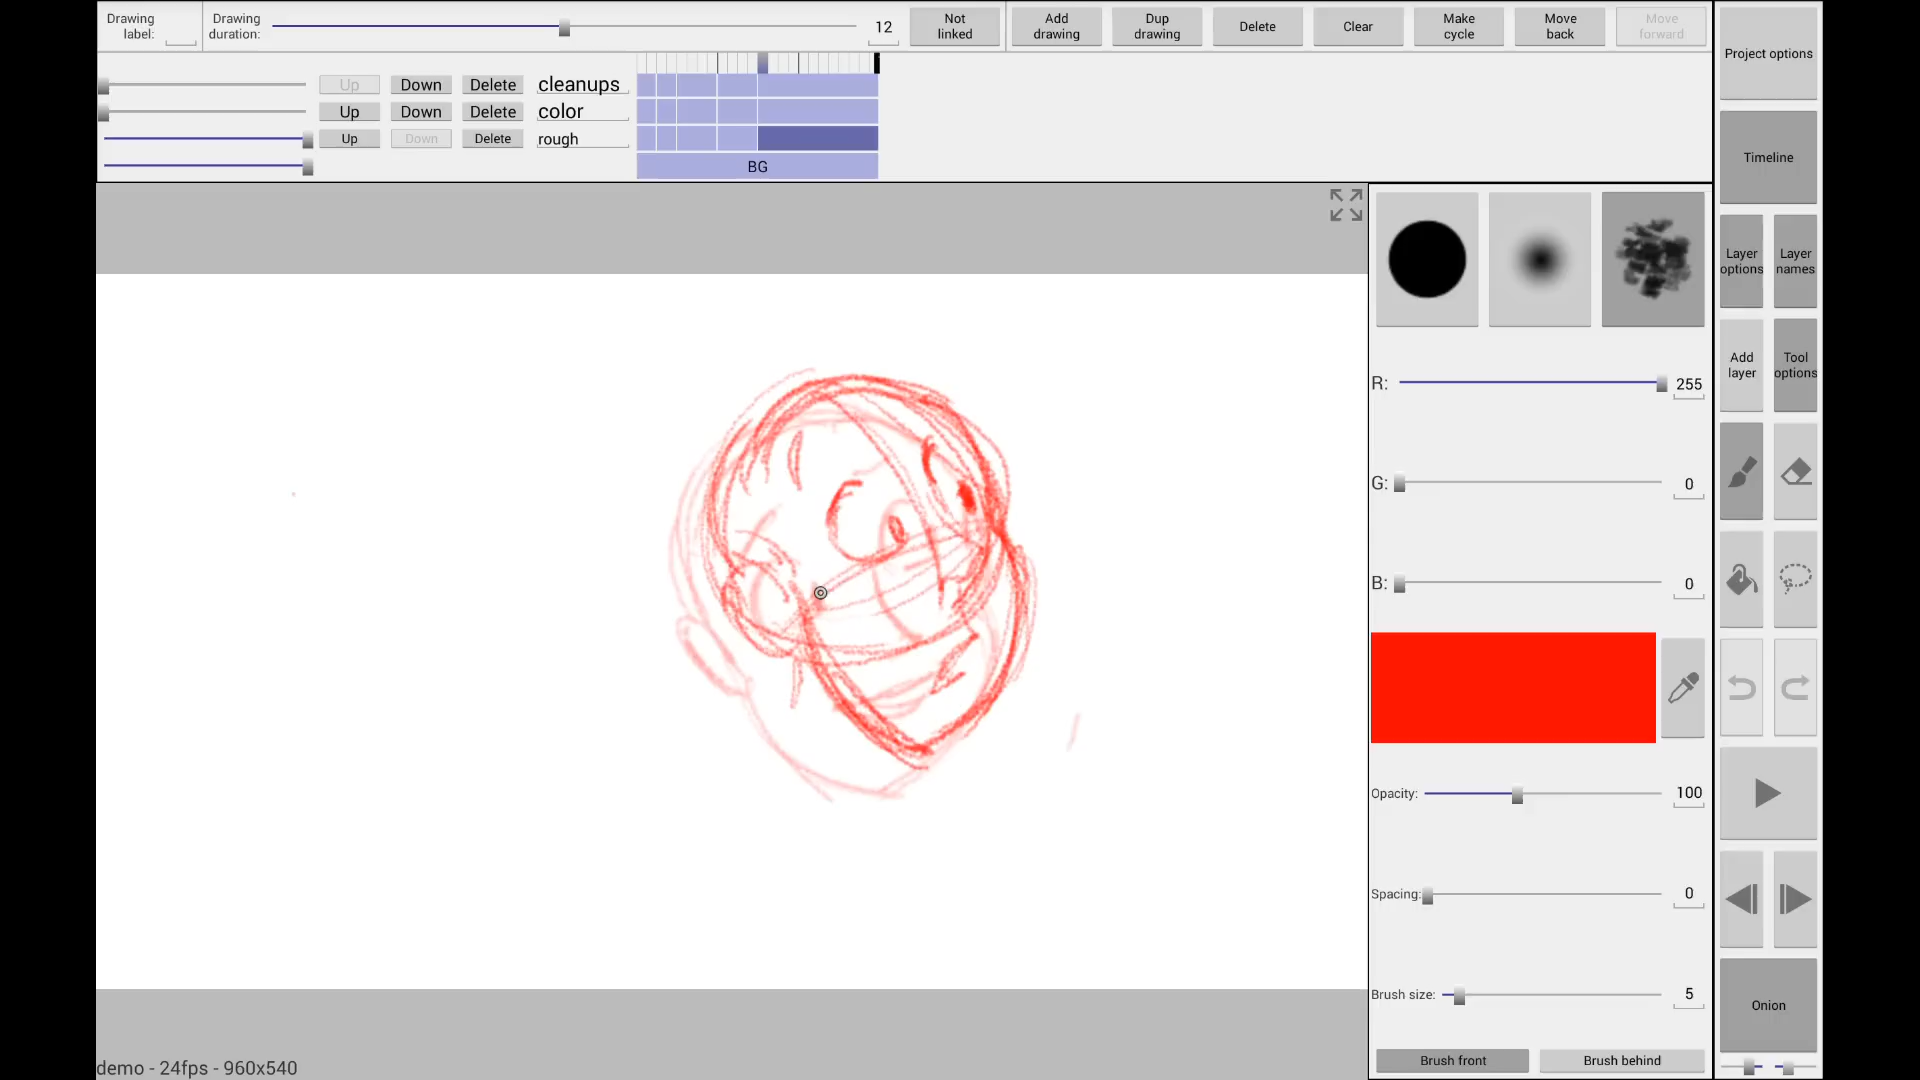 Drawing
label:
Drawing
duration:
12
Not
linked
Add
drawing
Dup
drawing
Delete
Clear
Make
cycle
Move
back
Move
forward
Project options
Up
Down
Delete
cleanups
Up
Down
Delete
color
Up
Down
Delete
rough
BG
Timeline
Layer
options
Layer
names
Add
layer
Tool
options
R:
255
G:
0
B:
0
Opacity:
100
Spacing:
0
Brush size:
5
Onion
Brush front
Brush behind
demo - 24fps - 960x540